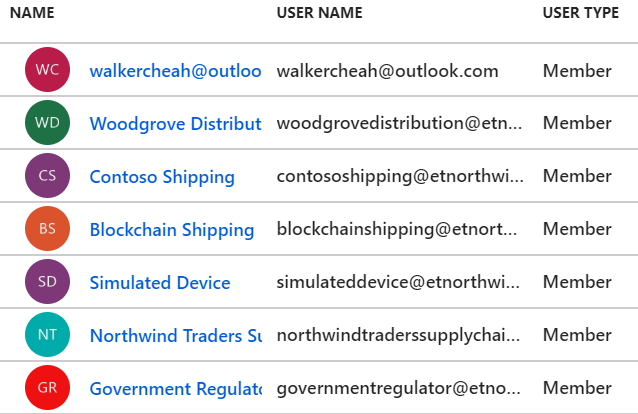 NAME USER NAME USER TYPE
WC walkercheah@outloo walkercheah@outlook.com Member
WD Woodgrove Distribut woodgrovedistribution@etn... Member
CS Contoso Shipping contososhipping@etnorthwi... Member
BS Blockchain Shipping blockchainshipping@etnort... Member
SD Simulated Device simulateddevice@etnorthwi... Member
NT Northwind Traders Su northwindtraderssupplychai... Member
GR Government Regulato governmentregulator@etno... Member